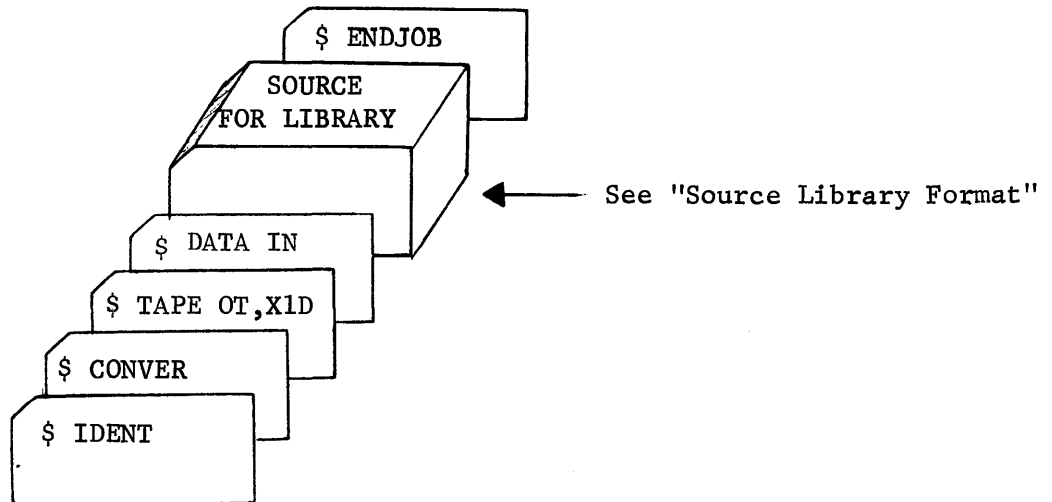 $ ENDJOB
SOURCE
FOR LIBRARY
See "Source Library Format"
$ DATA IN
$ TAPE OT,X1D
$ CONVER
$ IDENT